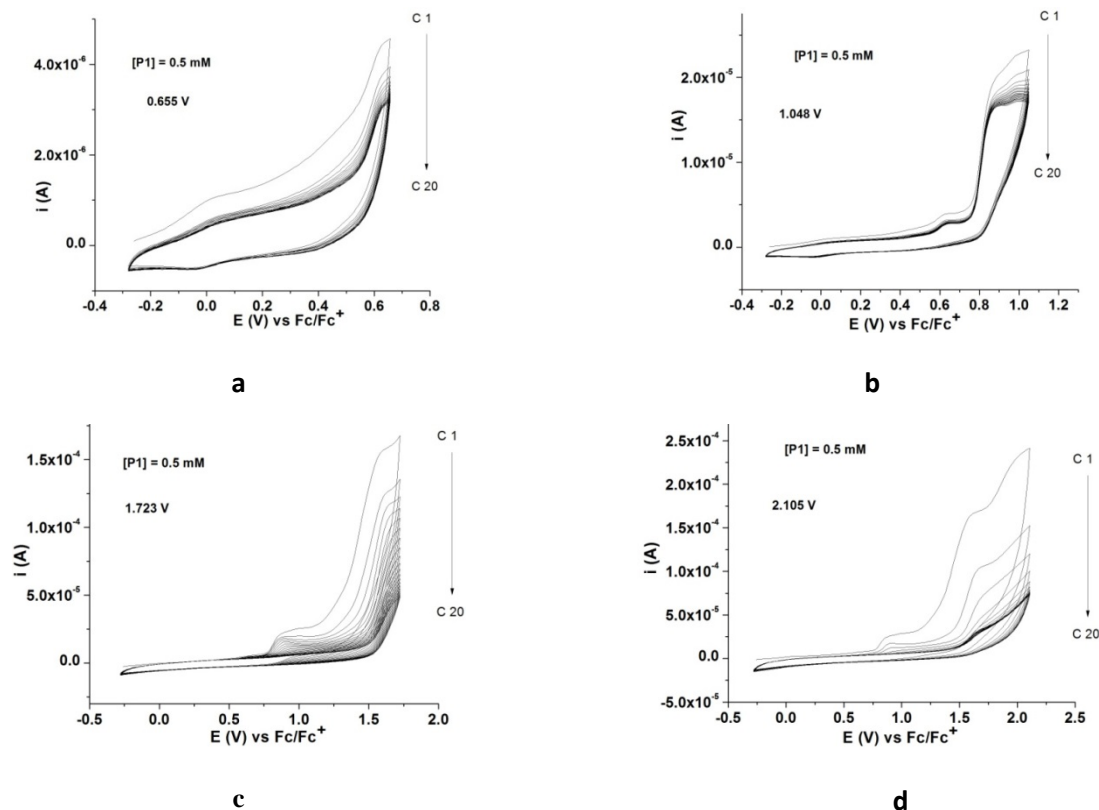 C 1
[P1] = 0.5 mM
0.655 V
4.0x10⁻⁶
2.0x10⁻⁶
0.0
i (A)
C 20
-0.4 -0.2 0.0 0.2 0.4 0.6 0.8
E (V) vs Fc/Fc⁺
a
C 1
[P1] = 0.5 mM
1.048 V
2.0x10⁻⁵
1.0x10⁻⁵
0.0
i (A)
C 20
-0.4 -0.2 0.0 0.2 0.4 0.6 0.8 1.0 1.2
E (V) vs Fc/Fc⁺
b
C 1
[P1] = 0.5 mM
1.723 V
1.5x10⁻⁴
1.0x10⁻⁴
5.0x10⁻⁵
0.0
i (A)
C 20
-0.5 0.0 0.5 1.0 1.5 2.0
E (V) vs Fc/Fc⁺
c
C 1
[P1] = 0.5 mM
2.105 V
2.5x10⁻⁴
2.0x10⁻⁴
1.5x10⁻⁴
1.0x10⁻⁴
5.0x10⁻⁵
0.0
-5.0x10⁻⁵
i (A)
C 20
-0.5 0.0 0.5 1.0 1.5 2.0 2.5
E (V) vs Fc/Fc⁺
d